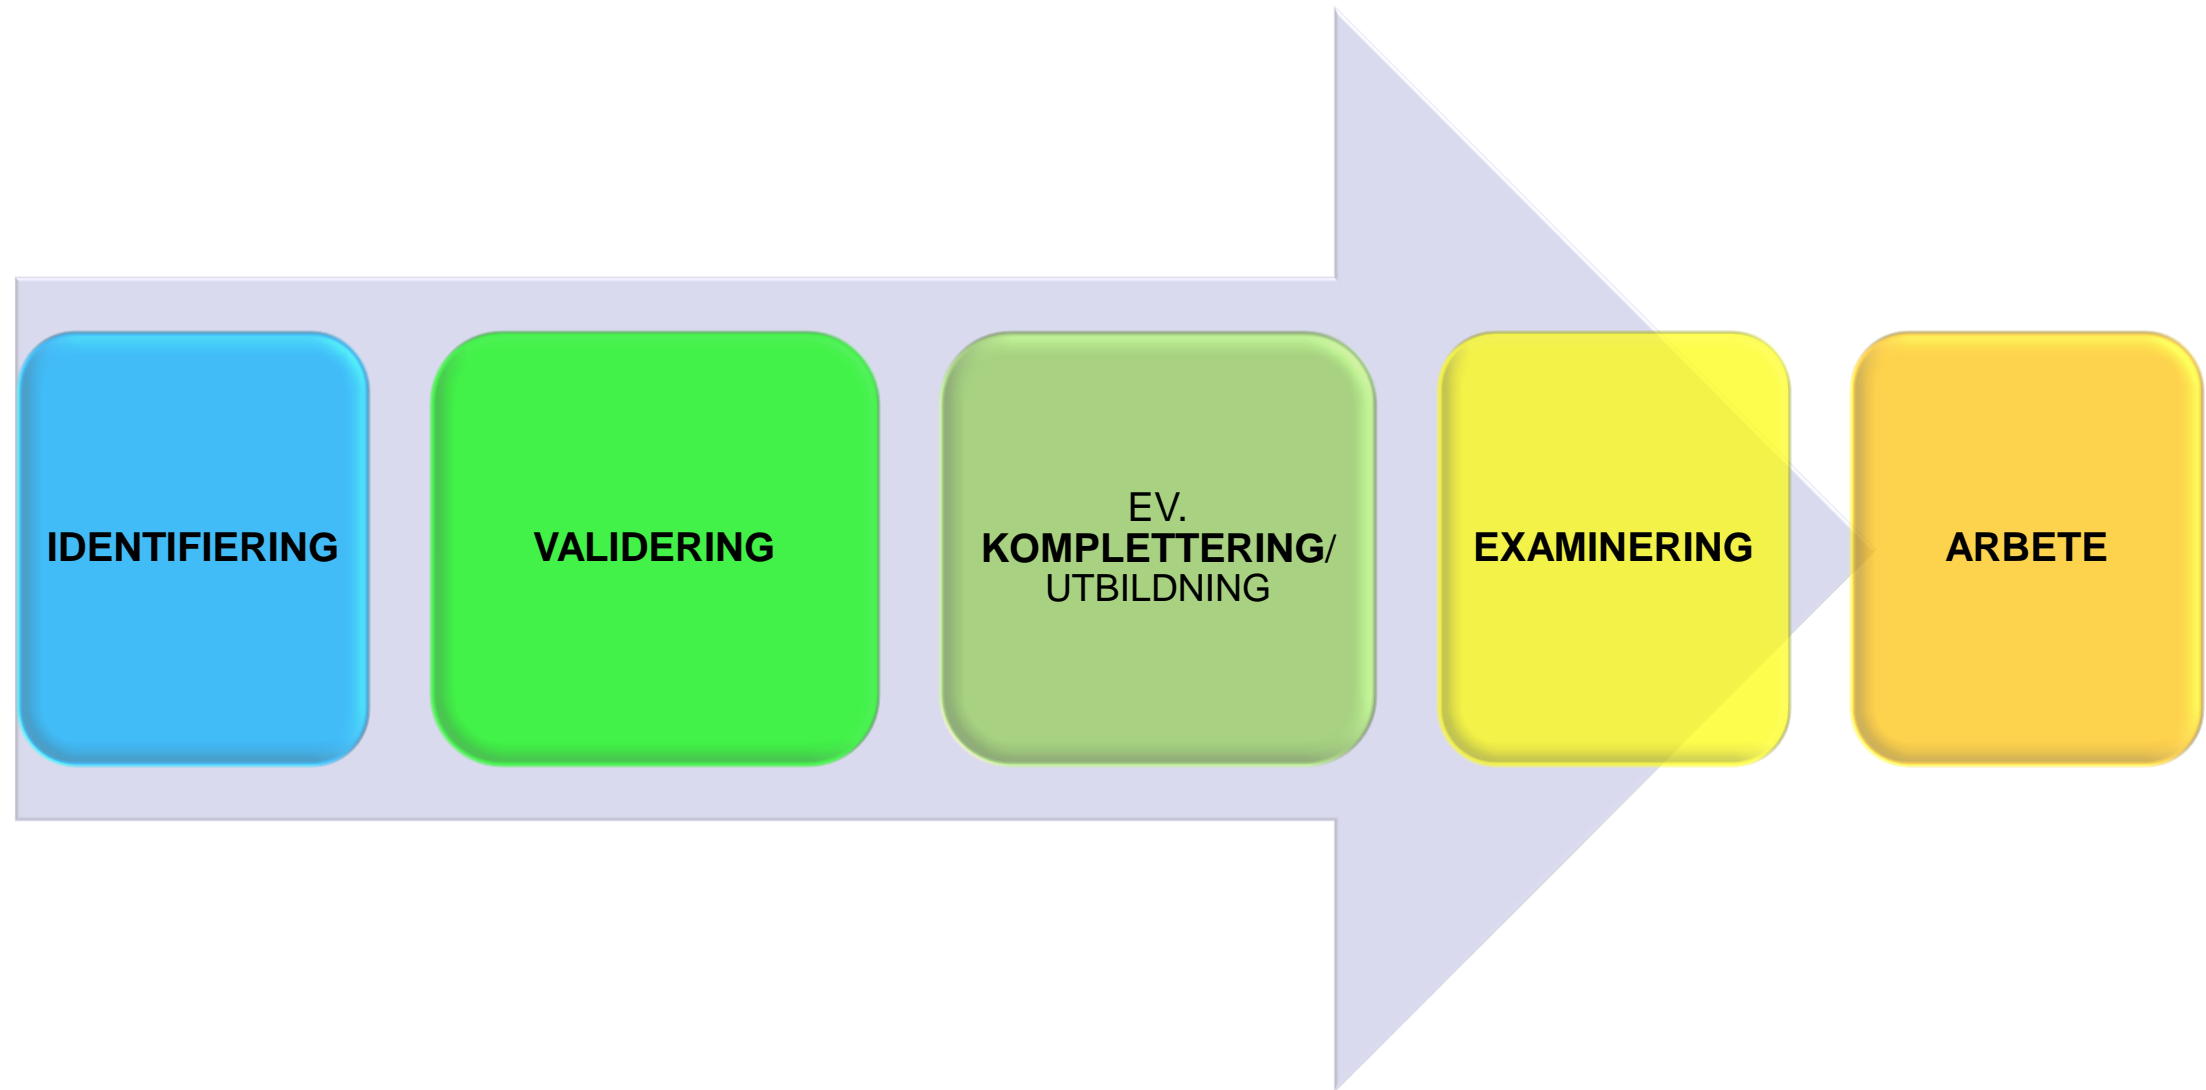 IDENTIFIERING
VALIDERING
EV.
KOMPLETTERING/
UTBILDNING
EXAMINERING
ARBETE